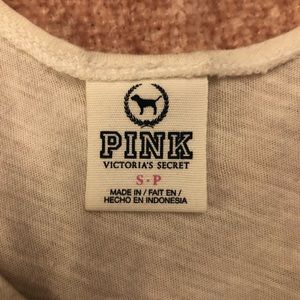 PINK
VICTORIA'S SECRET
S-P
MADE IN / FAIT EN /
HECHO EN INDONESIA